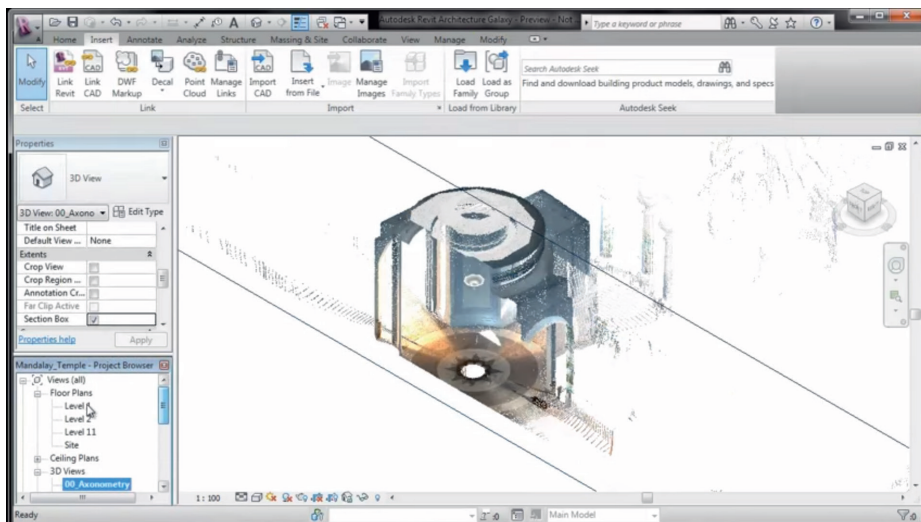 Autodesk Revit Architecture Galaxy - Preview - Not
Type a keyword or phrase
Home Insert Annotate Analyze Structure Massing & Site Collaborate View Manage Modify
Modify
Link Revit
Link CAD
DWF Markup
Decal
Point Cloud
Manage Links
Import CAD
Insert from File
Image
Manage Images
Import Family Types
Load Family
Load as Group
Search Autodesk Seek
Find and download building product models, drawings, and specs
Select Link Import Load from Library Autodesk Seek
Properties
3D View
3D View: 00_Axono Edit Type
Title on Sheet
Default View ... None
Extents
Crop View
Crop Region ...
Annotation Cr...
Far Clip Active
Section Box
Properties help Apply
Mandalay_Temple - Project Browser
Views (all)
Floor Plans
Level
Level 2
Level 11
Site
Ceiling Plans
3D Views
00_Axonometry
1 : 100
Ready
:0
Main Model
:0